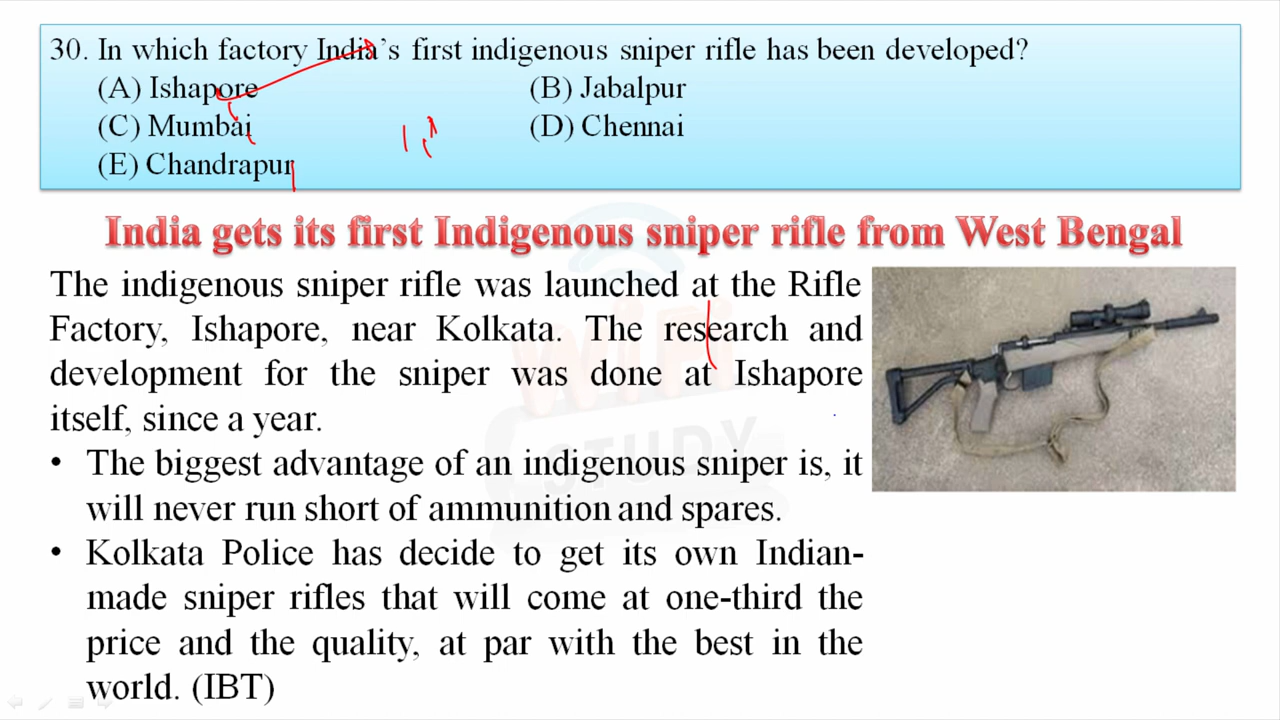 30. In which factory India's first indigenous sniper rifle has been developed?
(A) Ishapore (B) Jabalpur
(C) Mumbai (D) Chennai
(E) Chandrapur
India gets its first Indigenous sniper rifle from West Bengal
The indigenous sniper rifle was launched at the Rifle
Factory, Ishapore, near Kolkata. The research and
development for the sniper was done at Ishapore
itself, since a year.
• The biggest advantage of an indigenous sniper is, it
will never run short of ammunition and spares.
• Kolkata Police has decide to get its own Indian-
made sniper rifles that will come at one-third the
price and the quality, at par with the best in the
world. (IBT)
WiFi
STUDY